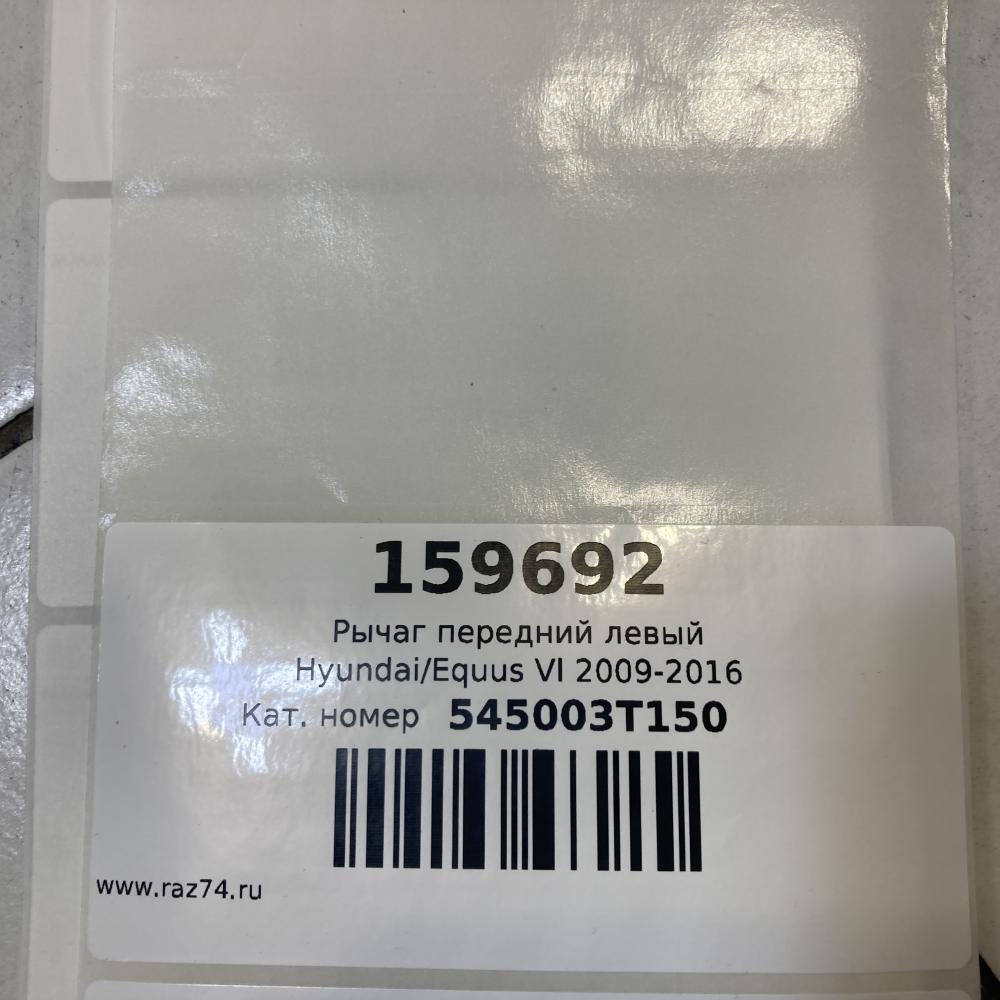 159692
Рычаг передний левый
Hyundai/Equus VI 2009-2016
Кат. номер 545003T150
www.raz74.ru